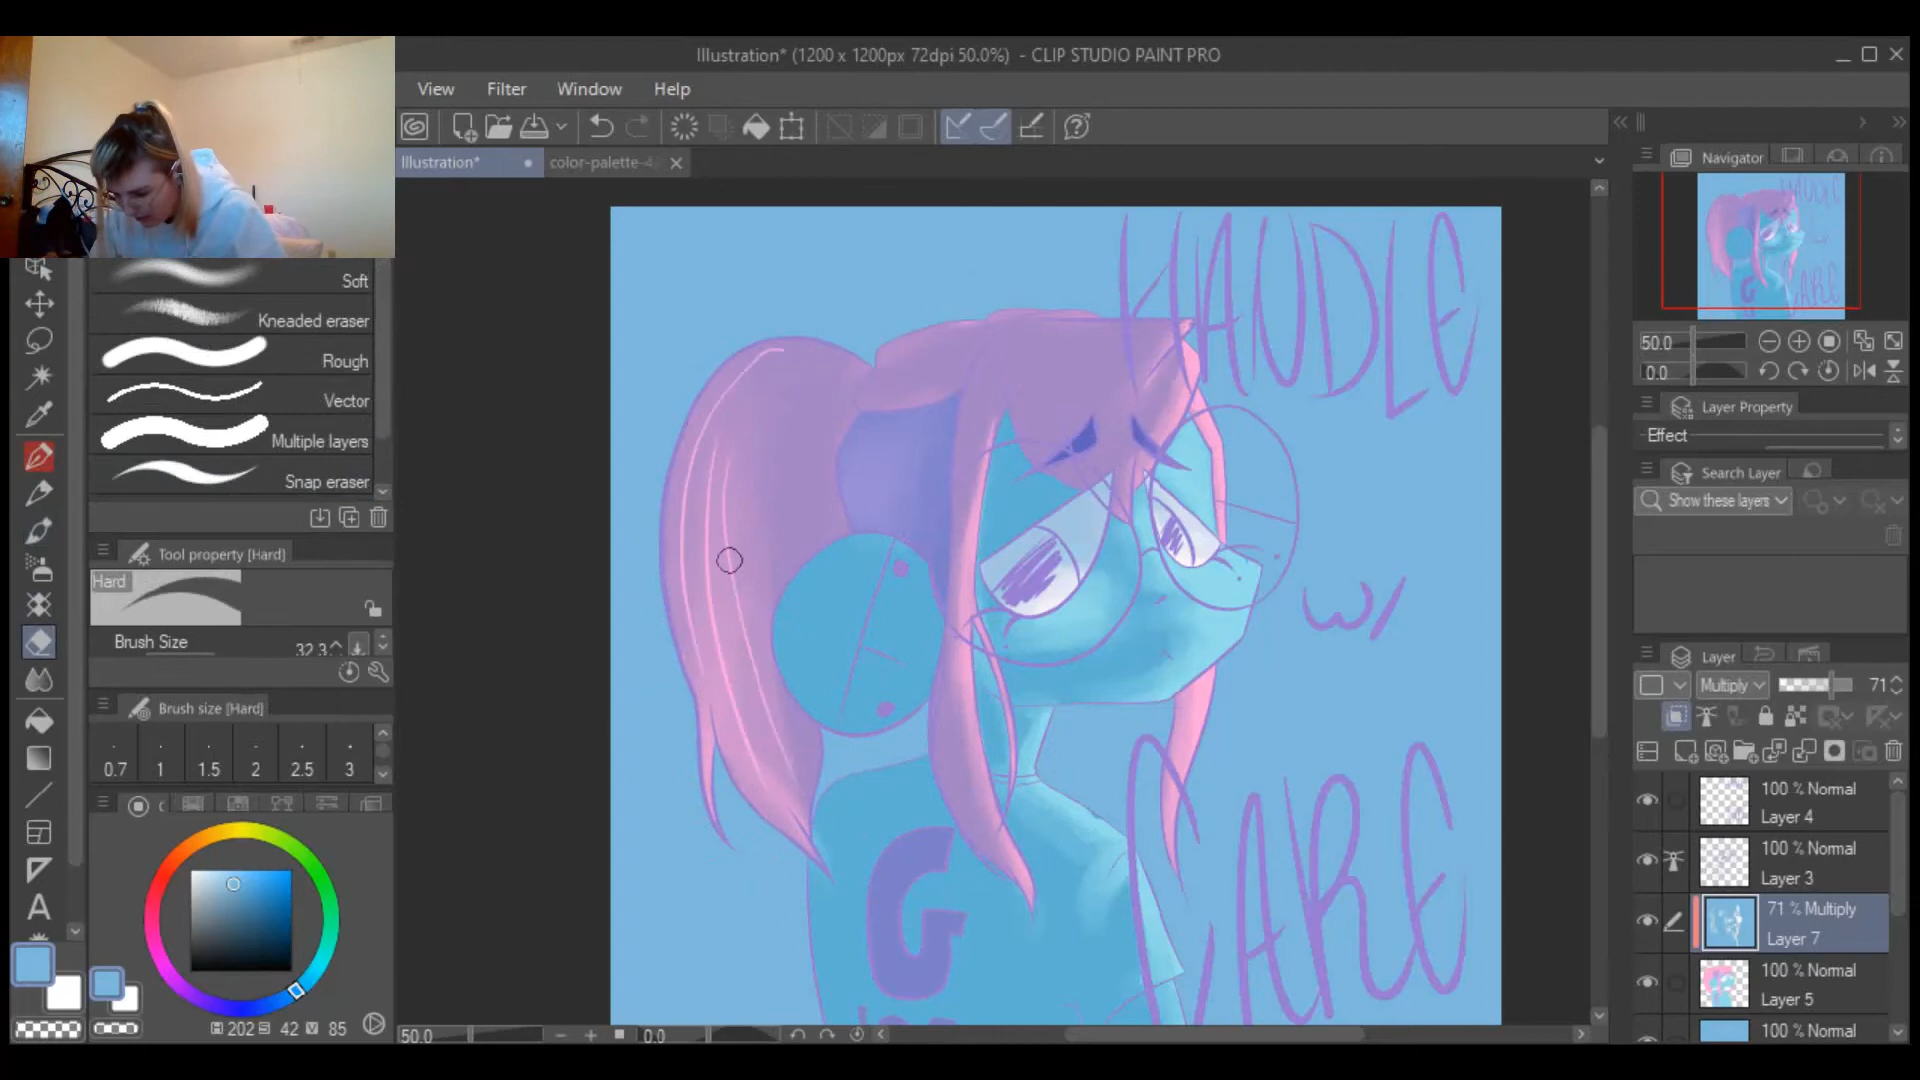 Illustration* (1200 x 1200px 72dpi 50.0%) - CLIP STUDIO PAINT PRO
View Filter Window Help
Illustration* color-palette-4
Navigator
50.0
0.0
Layer Property
Effect
Search Layer
Show these layers
Layer
Multiply 71
100 % Normal
Layer 4
100 % Normal
Layer 3
71 % Multiply
Layer 7
100 % Normal
Layer 5
100 % Normal
Soft
Kneaded eraser
Rough
Vector
Multiple layers
Snap eraser
Tool property [Hard]
Hard
Brush Size 32.3
Brush size [Hard]
0.7 1 1.5 2 2.5 3
H 202 S 42 V 85
A
HANDLE
w/
CARE
G
50.0 0.0